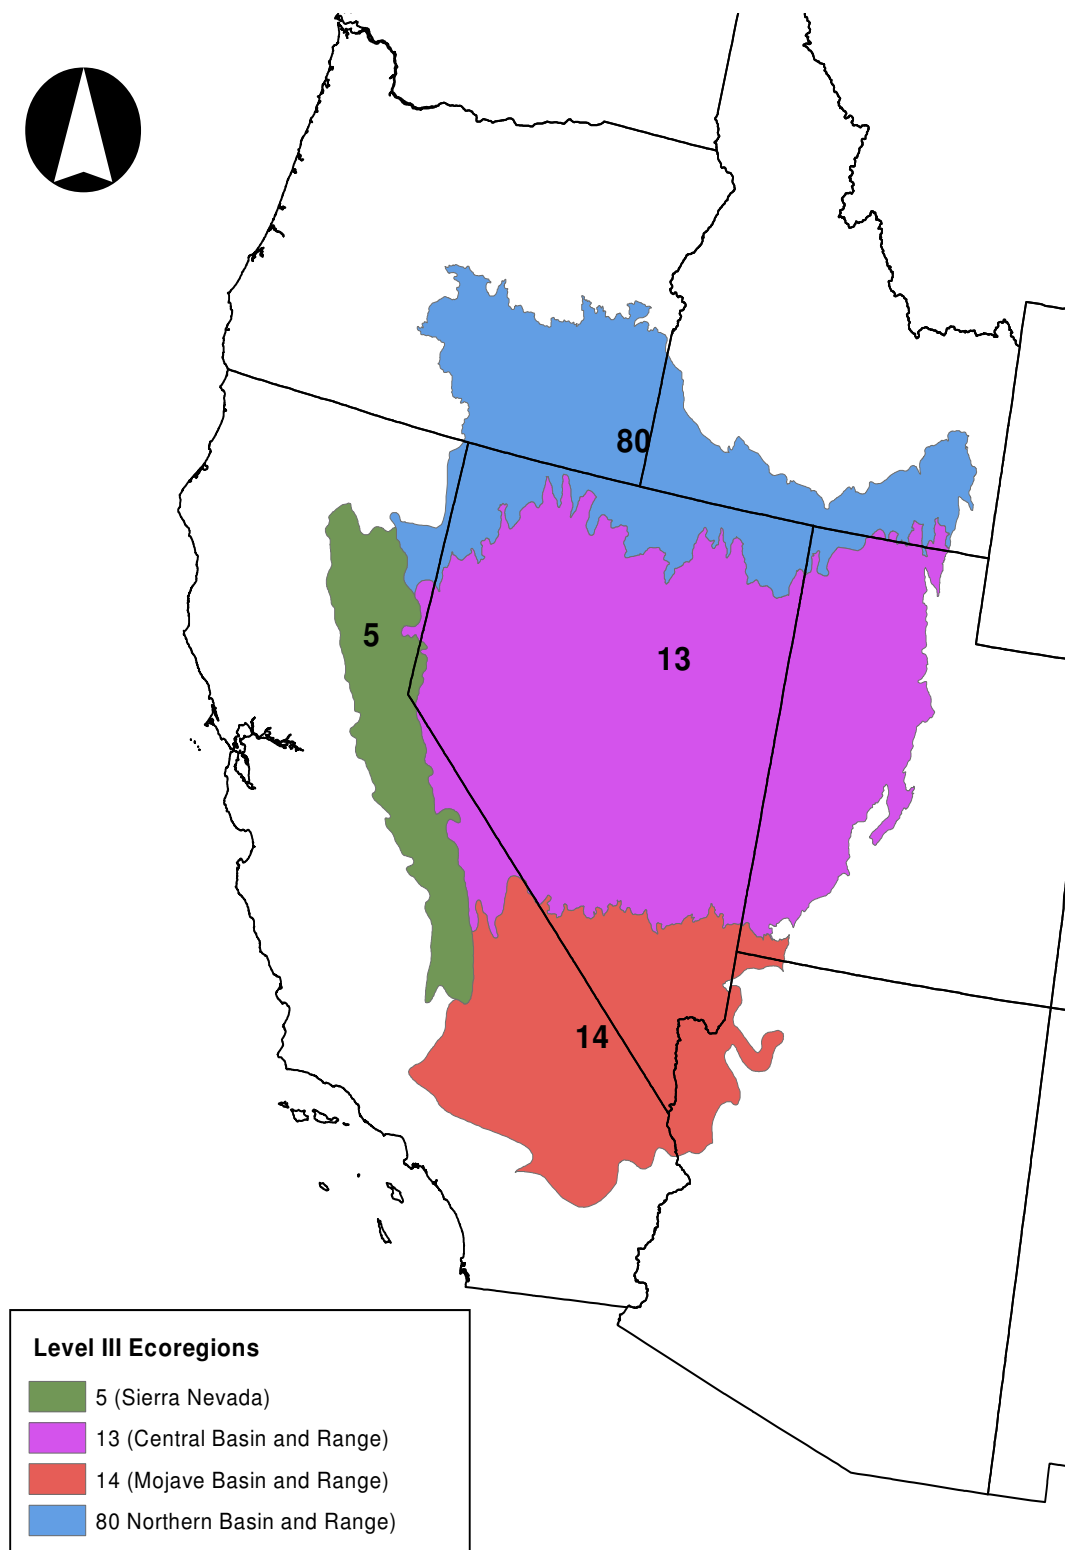 80
5
13
14
Level III Ecoregions
5 (Sierra Nevada)
13 (Central Basin and Range)
14 (Mojave Basin and Range)
80 Northern Basin and Range)